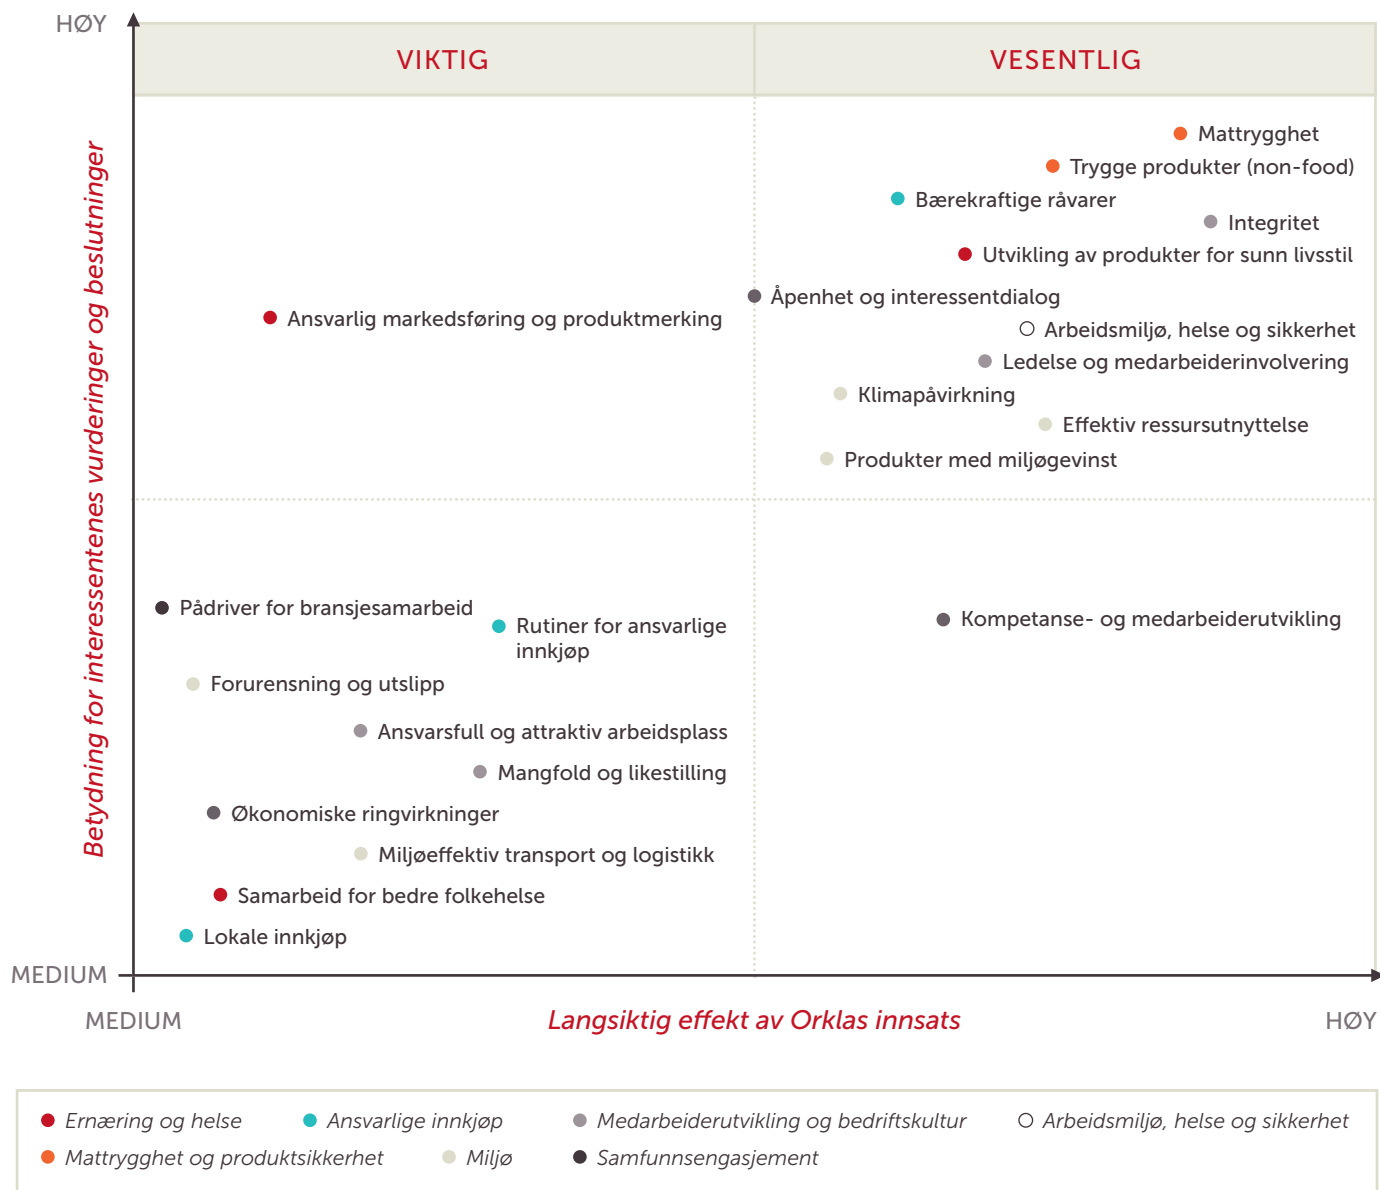 HØY
VIKTIG
VESENTLIG
Betydning for interessentenes vurderinger og beslutninger
Mattrygghet
Trygge produkter (non-food)
Bærekraftige råvarer
Integritet
Utvikling av produkter for sunn livsstil
Åpenhet og interessentdialog
Ansvarlig markedsføring og produktmerking
Arbeidsmiljø, helse og sikkerhet
Ledelse og medarbeiderinvolvering
Klimapåvirkning
Effektiv ressursutnyttelse
Produkter med miljøgevinst
Pådriver for bransjesamarbeid
Rutiner for ansvarlige
innkjøp
Kompetanse- og medarbeiderutvikling
Forurensning og utslipp
Ansvarsfull og attraktiv arbeidsplass
Mangfold og likestilling
Økonomiske ringvirkninger
Miljøeffektiv transport og logistikk
Samarbeid for bedre folkehelse
Lokale innkjøp
MEDIUM
MEDIUM
Langsiktig effekt av Orklas innsats
HØY
Ernæring og helse
Ansvarlige innkjøp
Medarbeiderutvikling og bedriftskultur
Arbeidsmiljø, helse og sikkerhet
Mattrygghet og produktsikkerhet
Miljø
Samfunnsengasjement